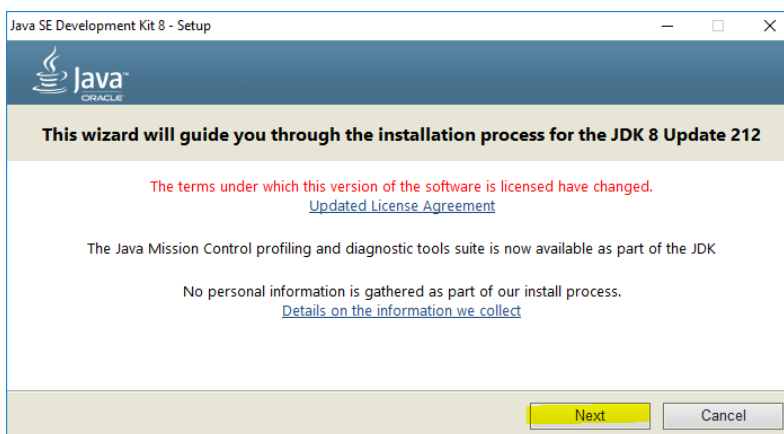 Java SE Development Kit 8 - Setup
Java™
ORACLE
This wizard will guide you through the installation process for the JDK 8 Update 212
The terms under which this version of the software is licensed have changed.
Updated License Agreement
The Java Mission Control profiling and diagnostic tools suite is now available as part of the JDK
No personal information is gathered as part of our install process.
Details on the information we collect
Next Cancel